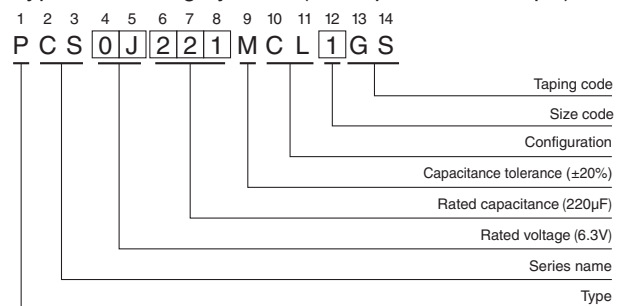 1 2 3 4 5 6 7 8 9 10 11 12 13 14
P C S 0 J 2 2 1 M C L 1 G S
Taping code
Size code
Configuration
Capacitance tolerance (±20%)
Rated capacitance (220µF)
Rated voltage (6.3V)
Series name
Type